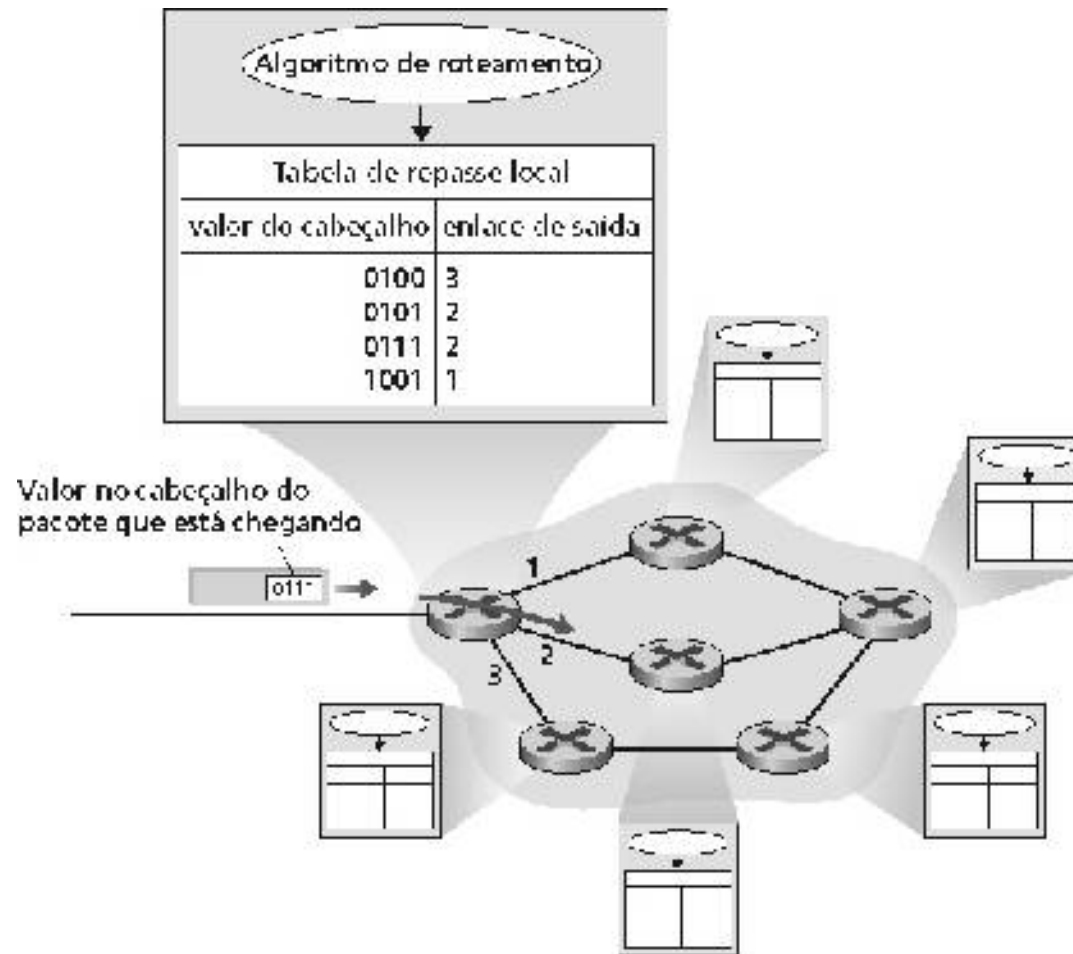 Algoritmo de roteamento
Tabela de repasse local
valor do cabeçalho enlace de saída
0100 3
0101 2
0111 2
1001 1
Valor no cabeçalho do
pacote que está chegando
0111
1
2
3